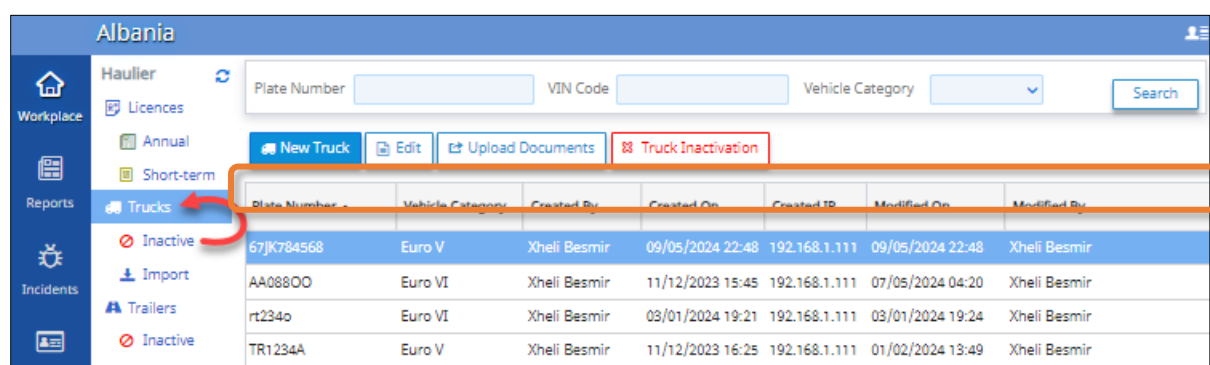 Albania
Workplace
Reports
Incidents
Haulier
Licences
Annual
Short-term
Trucks
Inactive
Import
Trailers
Inactive
Plate Number VIN Code Vehicle Category Search
New Truck Edit Upload Documents Truck Inactivation
Plate Number Vehicle Category Created By Created On Created IP Modified On Modified By
67JK784568 Euro V Xheli Besmir 09/05/2024 22:48 192.168.1.111 09/05/2024 22:48 Xheli Besmir
AA088OO Euro VI Xheli Besmir 11/12/2023 15:45 192.168.1.111 07/05/2024 04:20 Xheli Besmir
rt234o Euro VI Xheli Besmir 03/01/2024 19:21 192.168.1.111 03/01/2024 19:24 Xheli Besmir
TR1234A Euro V Xheli Besmir 11/12/2023 16:25 192.168.1.111 01/02/2024 13:49 Xheli Besmir